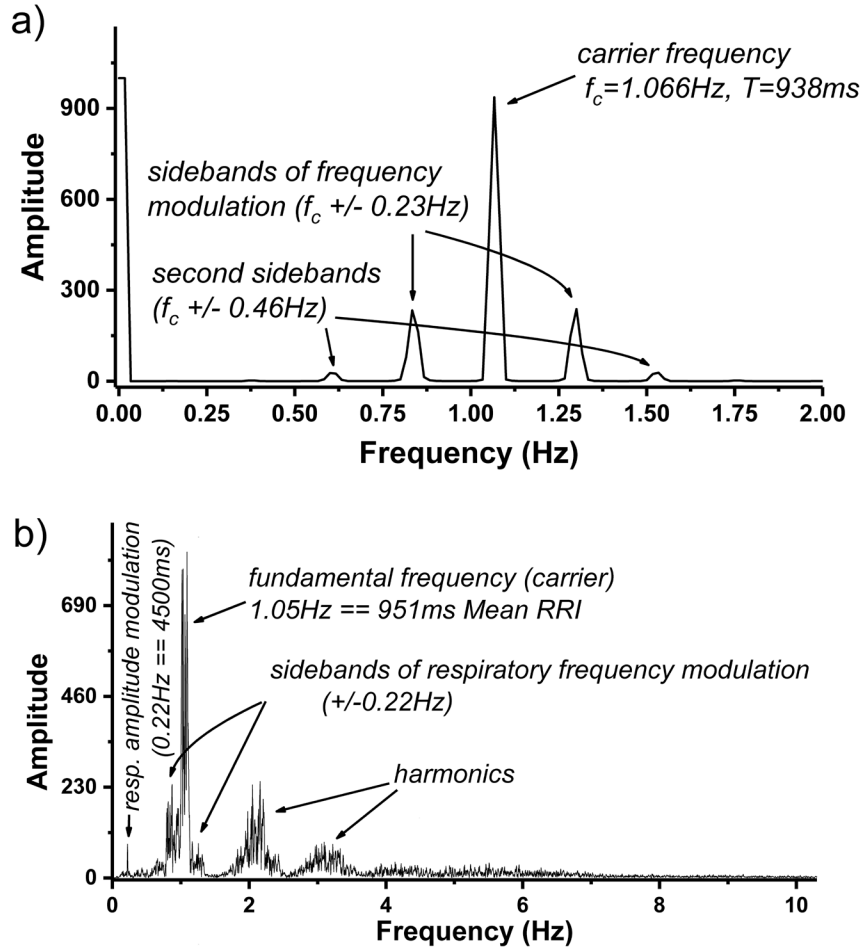 a)
carrier frequency
fc=1.066Hz, T=938ms
sidebands of frequency
modulation (fc +/- 0.23Hz)
second sidebands
(fc +/- 0.46Hz)
Amplitude
900
600
300
0
0.00 0.25 0.50 0.75 1.00 1.25 1.50 1.75 2.00
Frequency (Hz)
b)
resp. amplitude modulation
(0.22Hz == 4500ms)
fundamental frequency (carrier)
1.05Hz == 951ms Mean RRI
sidebands of respiratory frequency modulation
(+/-0.22Hz)
harmonics
Amplitude
690
460
230
0
0 2 4 6 8 10
Frequency (Hz)